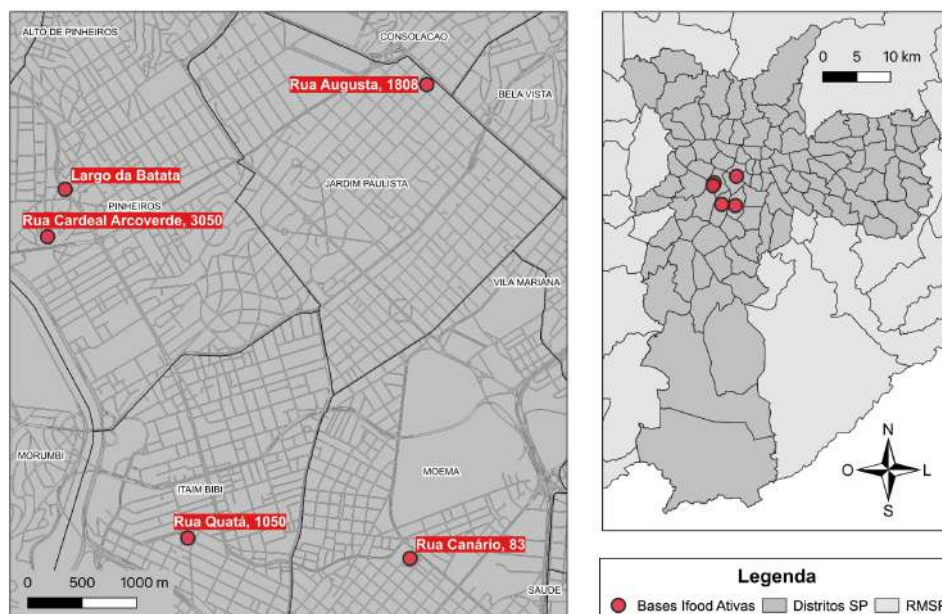 ALTO DE PINHEIROS
CONSOLACAO
Rua Augusta, 1808
BELA VISTA
Largo da Batata
JARDIM PAULISTA
PINHEIROS
Rua Cardeal Arcoverde, 3050
VILA MARIANA
MORUMBI
MOEMA
ITAIM BIBI
Rua Quatá, 1050
Rua Canário, 83
SAUDE
0 500 1000 m
0 5 10 km
N
O L
S
Legenda
Bases Ifood Ativas Distritos SP RMSP